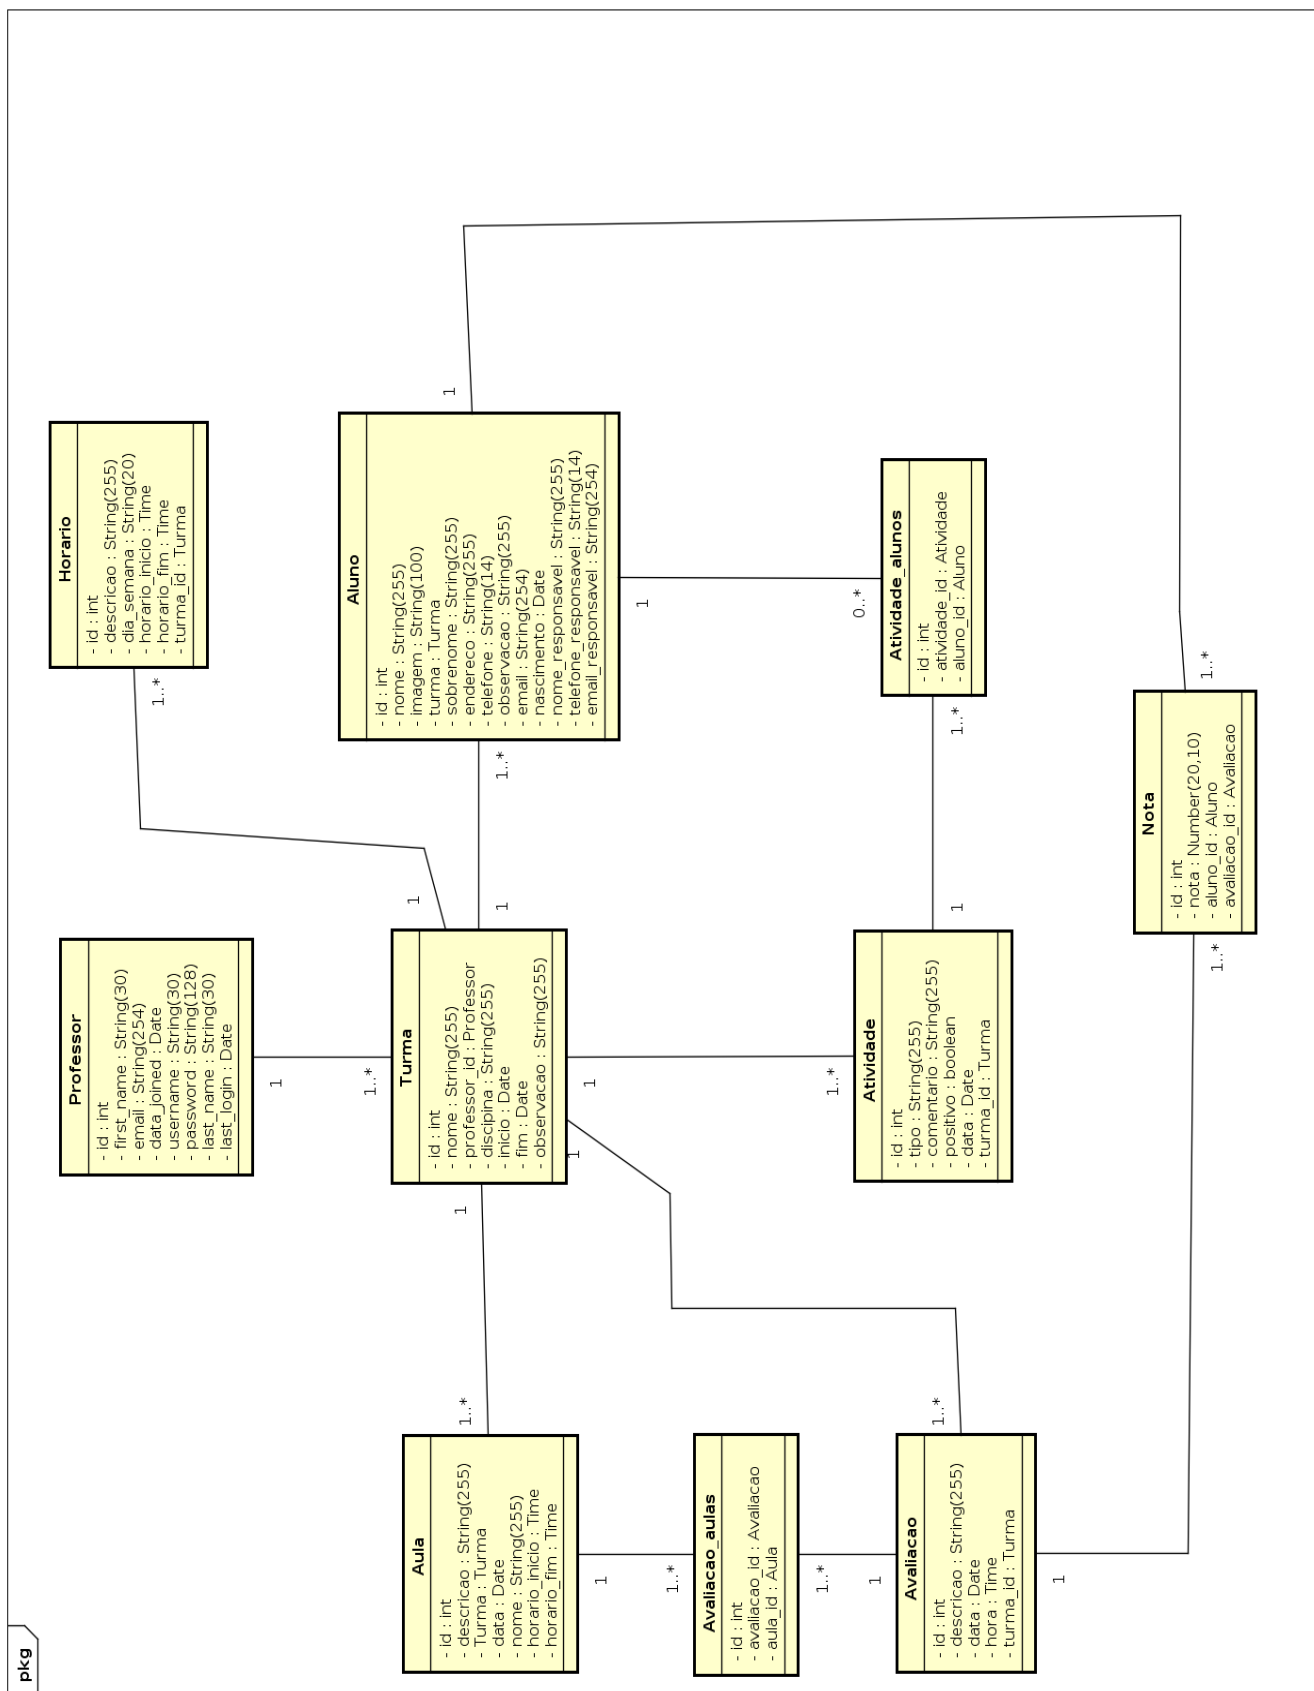 pkg
Professor
- id : int
- first_name : String(30)
- email : String(254)
- data_joined : Date
- username : String(30)
- password : String(128)
- last_name : String(30)
- last_login : Date
Horario
- id : int
- descricao : String(255)
- dia_semana : String(20)
- horario_inicio : Time
- horario_fim : Time
- turma_id : Turma
1..*
1
1..*
1
Aula
- id : int
- descricao : String(255)
- Turma : Turma
- data : Date
- nome : String(255)
- horario_inicio : Time
- horario_fim : Time
1..*
1
Turma
- id : int
- nome : String(255)
- professor_id : Professor
- discipina : String(255)
- inicio : Date
- fim : Date
- observacao : String(255)
1
1..*
Aluno
- id : int
- nome : String(255)
- imagem : String(100)
- turma : Turma
- sobrenome : String(255)
- endereco : String(255)
- telefone : String(14)
- observacao : String(255)
- email : String(254)
- nascimento : Date
- nome_responsavel : String(255)
- telefone_responsavel : String(14)
- email_responsavel : String(254)
1
1
1
1
1
1..*
Avaliacao_aulas
- id : int
- avaliacao_id : Avaliacao
- aula_id : Aula
1..*
1
1..*
0..*
Avaliacao
- id : int
- descricao : String(255)
- data : Date
- hora : Time
- turma_id : Turma
1..*
Atividade
- id : int
- tipo : String(255)
- comentario : String(255)
- positivo : boolean
- data : Date
- turma_id : Turma
1
1..*
Atividade_alunos
- id : int
- atividade_id : Atividade
- aluno_id : Aluno
1
Nota
- id : int
- nota : Number(20,10)
- aluno_id : Aluno
- avaliacao_id : Avaliacao
1..*
1..*